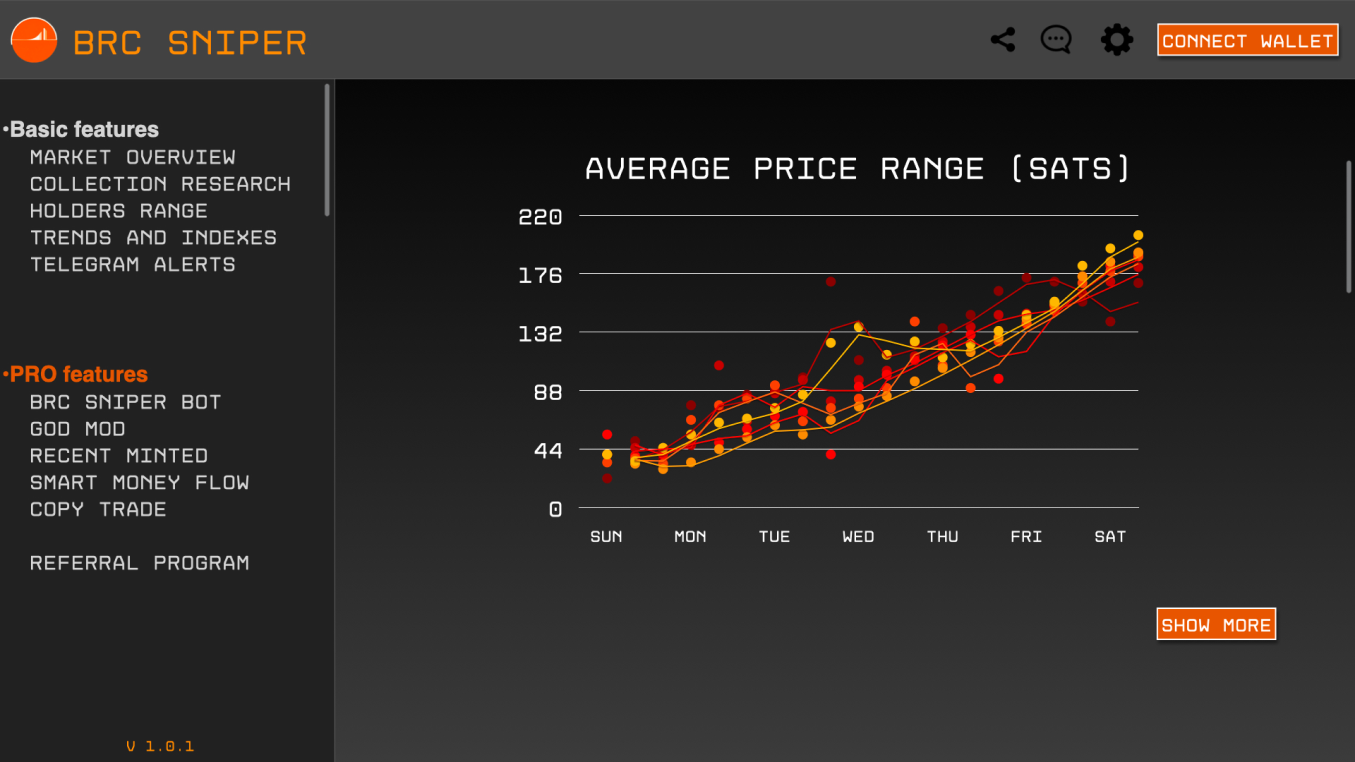 BRC SNIPER
CONNECT WALLET
•Basic features
MARKET OVERVIEW
COLLECTION RESEARCH
HOLDERS RANGE
TRENDS AND INDEXES
TELEGRAM ALERTS
•PRO features
BRC SNIPER BOT
GOD MOD
RECENT MINTED
SMART MONEY FLOW
COPY TRADE
REFERRAL PROGRAM
V 1.0.1
AVERAGE PRICE RANGE (SATS)
220
176
132
88
44
0
SUN MON TUE WED THU FRI SAT
SHOW MORE